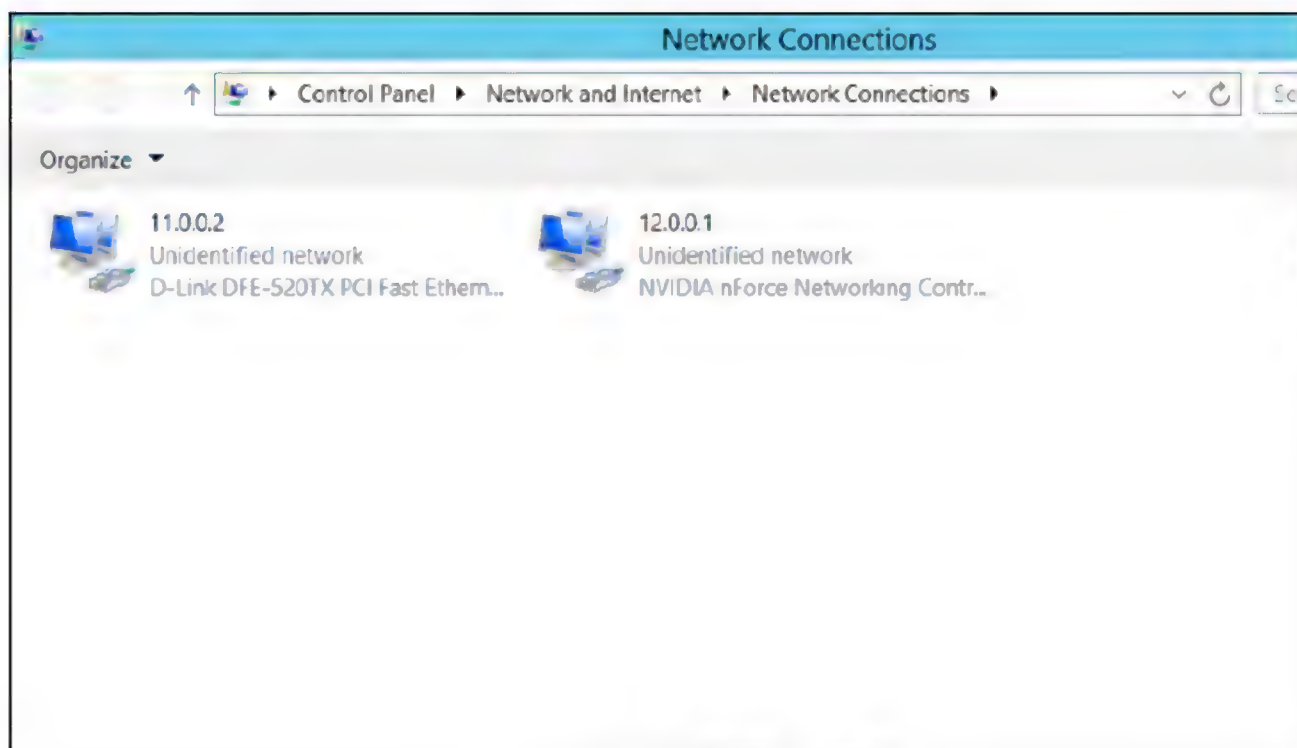 Network Connections
Control Panel Network and Internet Network Connections
Organize
11.0.0.2
Unidentified network
D-Link DFE-520TX PCI Fast Ethern...
12.0.0.1
Unidentified network
NVIDIA nForce Networking Contr...